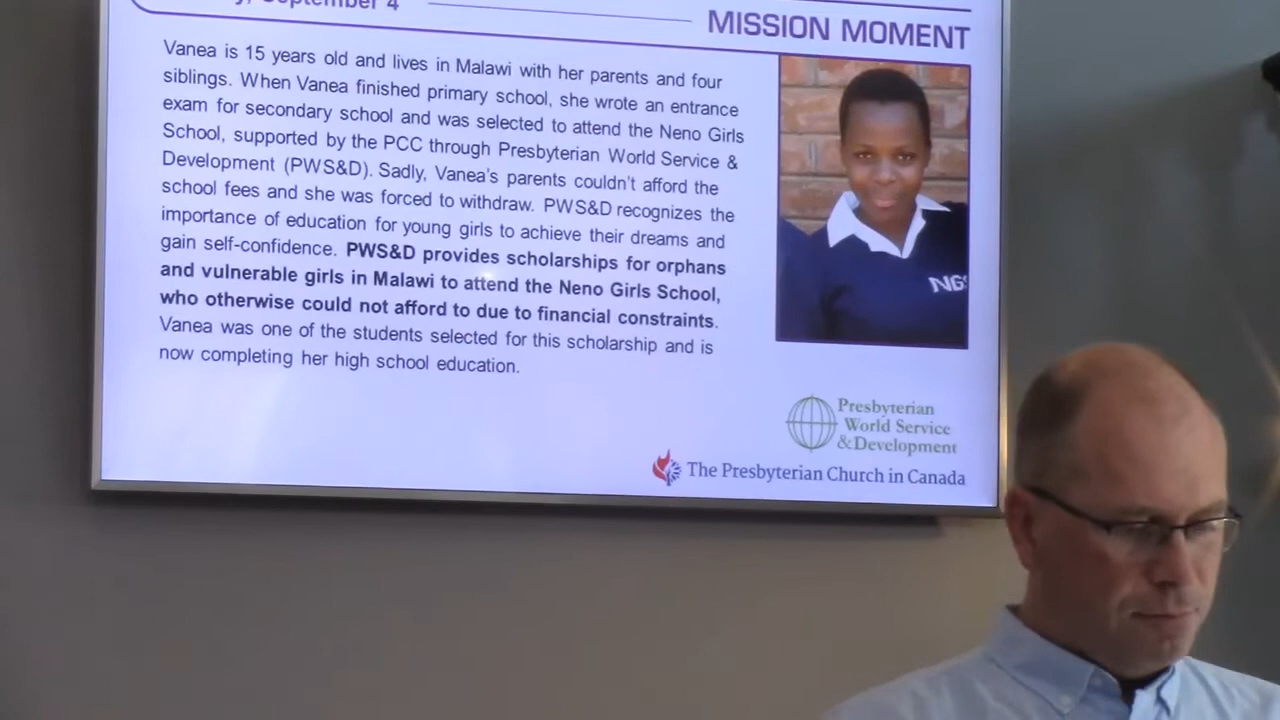 September 4
MISSION MOMENT
Vanea is 15 years old and lives in Malawi with her parents and four
siblings. When Vanea finished primary school, she wrote an entrance
exam for secondary school and was selected to attend the Neno Girls
School, supported by the PCC through Presbyterian World Service &
Development (PWS&D). Sadly, Vanea's parents couldn't afford the
school fees and she was forced to withdraw. PWS&D recognizes the
importance of education for young girls to achieve their dreams and
gain self-confidence. PWS&D provides scholarships for orphans
and vulnerable girls in Malawi to attend the Neno Girls School,
who otherwise could not afford to due to financial constraints.
Vanea was one of the students selected for this scholarship and is
now completing her high school education.
NGS
Presbyterian
World Service
&Development
The Presbyterian Church in Canada